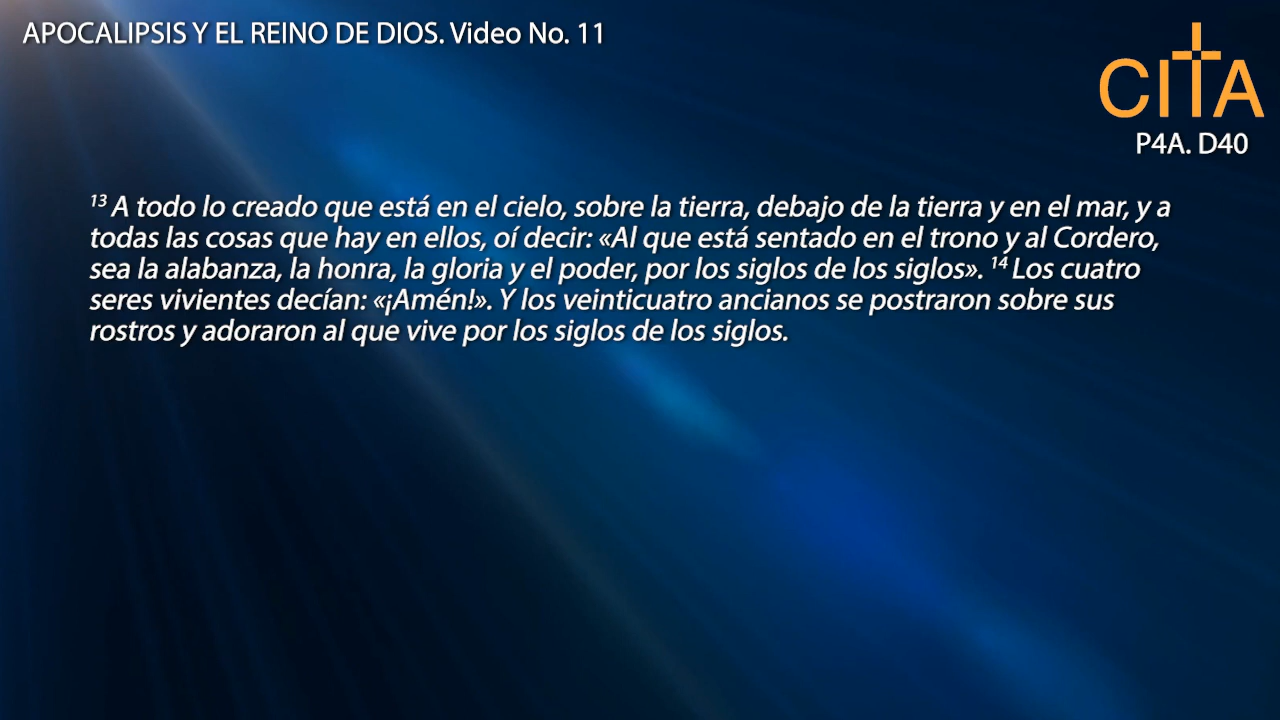 APOCALIPSIS Y EL REINO DE DIOS. Video No. 11
CITA
P4A. D40
¹³ A todo lo creado que está en el cielo, sobre la tierra, debajo de la tierra y en el mar, y a
todas las cosas que hay en ellos, oí decir: «Al que está sentado en el trono y al Cordero,
sea la alabanza, la honra, la gloria y el poder, por los siglos de los siglos». ¹⁴ Los cuatro
seres vivientes decían: «¡Amén!». Y los veinticuatro ancianos se postraron sobre sus
rostros y adoraron al que vive por los siglos de los siglos.